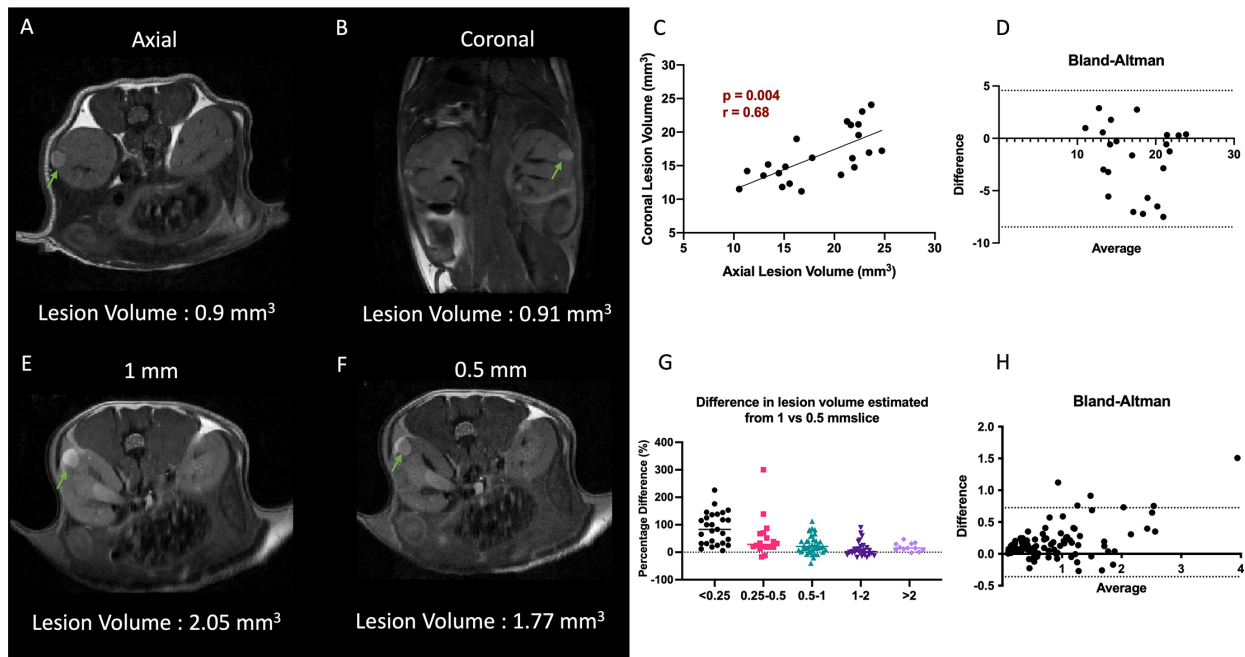 A
Axial
Lesion Volume : 0.9 mm³
B
Coronal
Lesion Volume : 0.91 mm³
C
Coronal Lesion Volume (mm³)
30
25
20
15
10
5
p = 0.004
r = 0.68
5 10 15 20 25 30
Axial Lesion Volume (mm³)
D
Bland-Altman
Difference
5
0
-5
-10
5 10 15 20 25 30
Average
E
1 mm
Lesion Volume : 2.05 mm³
F
0.5 mm
Lesion Volume : 1.77 mm³
G
Difference in lesion volume estimated
from 1 vs 0.5 mmslice
Percentage Difference (%)
400
300
200
100
0
-100
<0.25 0.25-0.5 0.5-1 1-2 >2
H
Bland-Altman
Difference
2.0
1.5
1.0
0.5
0.0
-0.5
1 2 3 4
Average